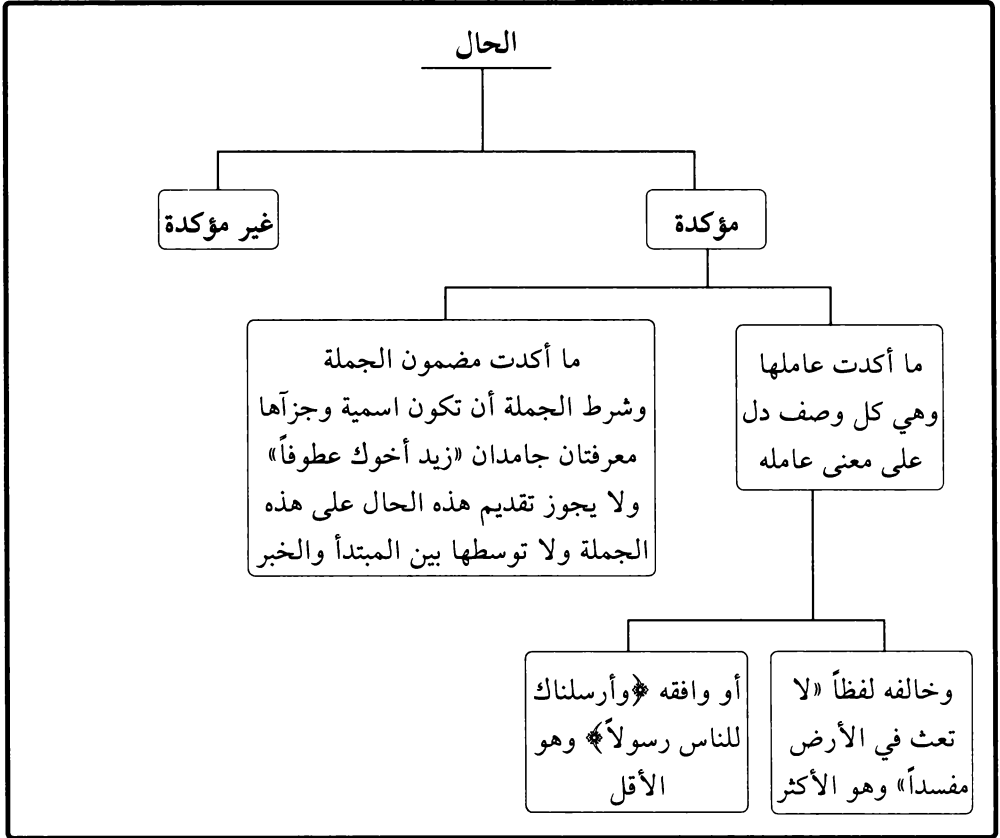 الحال
مؤكدة
غير مؤكدة
ما أكدت عاملها
وهي كل وصف دل
على معنى عامله
ما أكدت مضمون الجملة
وشرط الجملة أن تكون اسمية وجزآها
معرفتان جامدان «زيد أخوك عطوفاً»
ولا يجوز تقديم هذه الحال على هذه
الجملة ولا توسطها بين المبتدأ والخبر
وخالفه لفظاً «لا
تعث في الأرض
مفسداً» وهو الأكثر
أو وافقه ﴿وأرسلناك
للناس رسولاً﴾ وهو
الأقل